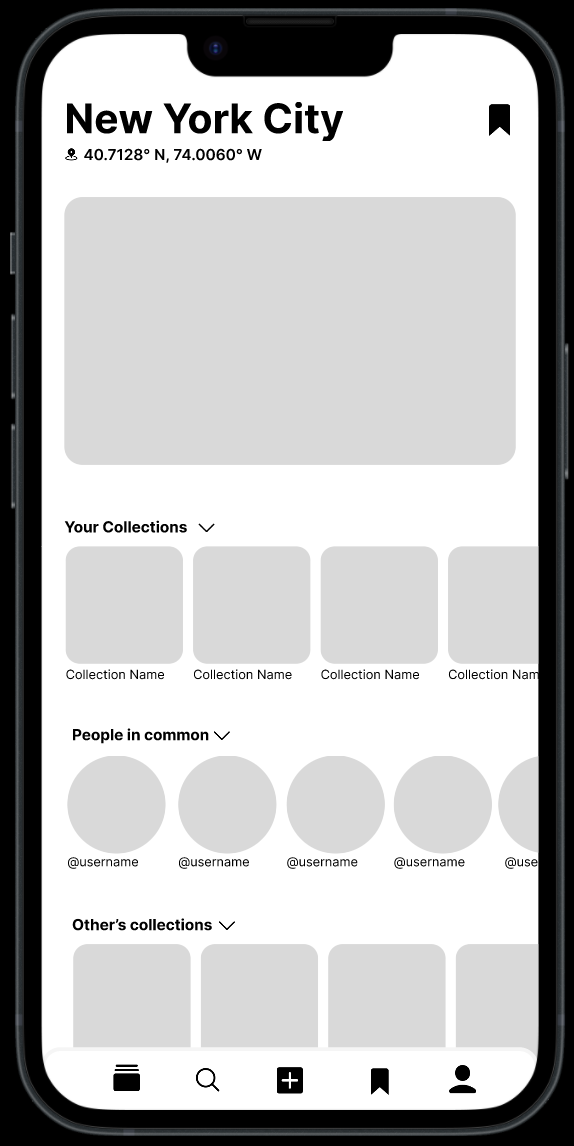 New York City
40.7128° N, 74.0060° W
Your Collections
Collection Name Collection Name Collection Name Collection Nam
People in common
@username @username @username @username @use
Other's collections